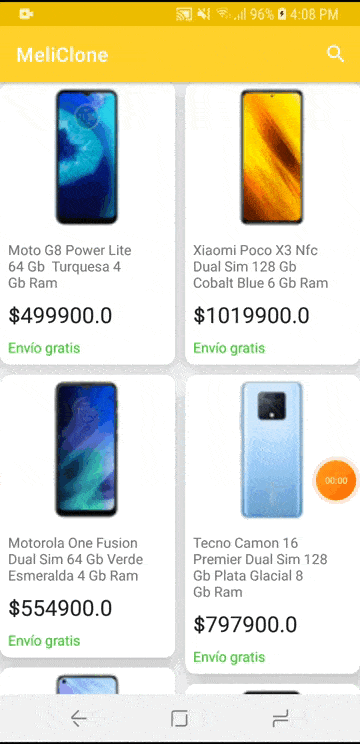 96% 4:08 PM
MeliClone
Moto G8 Power Lite
64 Gb Turquesa 4
Gb Ram
$499900.0
Envío gratis
Xiaomi Poco X3 Nfc
Dual Sim 128 Gb
Cobalt Blue 6 Gb Ram
$1019900.0
Envío gratis
Motorola One Fusion
Dual Sim 64 Gb Verde
Esmeralda 4 Gb Ram
$554900.0
Envío gratis
Tecno Camon 16
Premier Dual Sim 128
Gb Plata Glacial 8
Gb Ram
$797900.0
Envío gratis
00:00